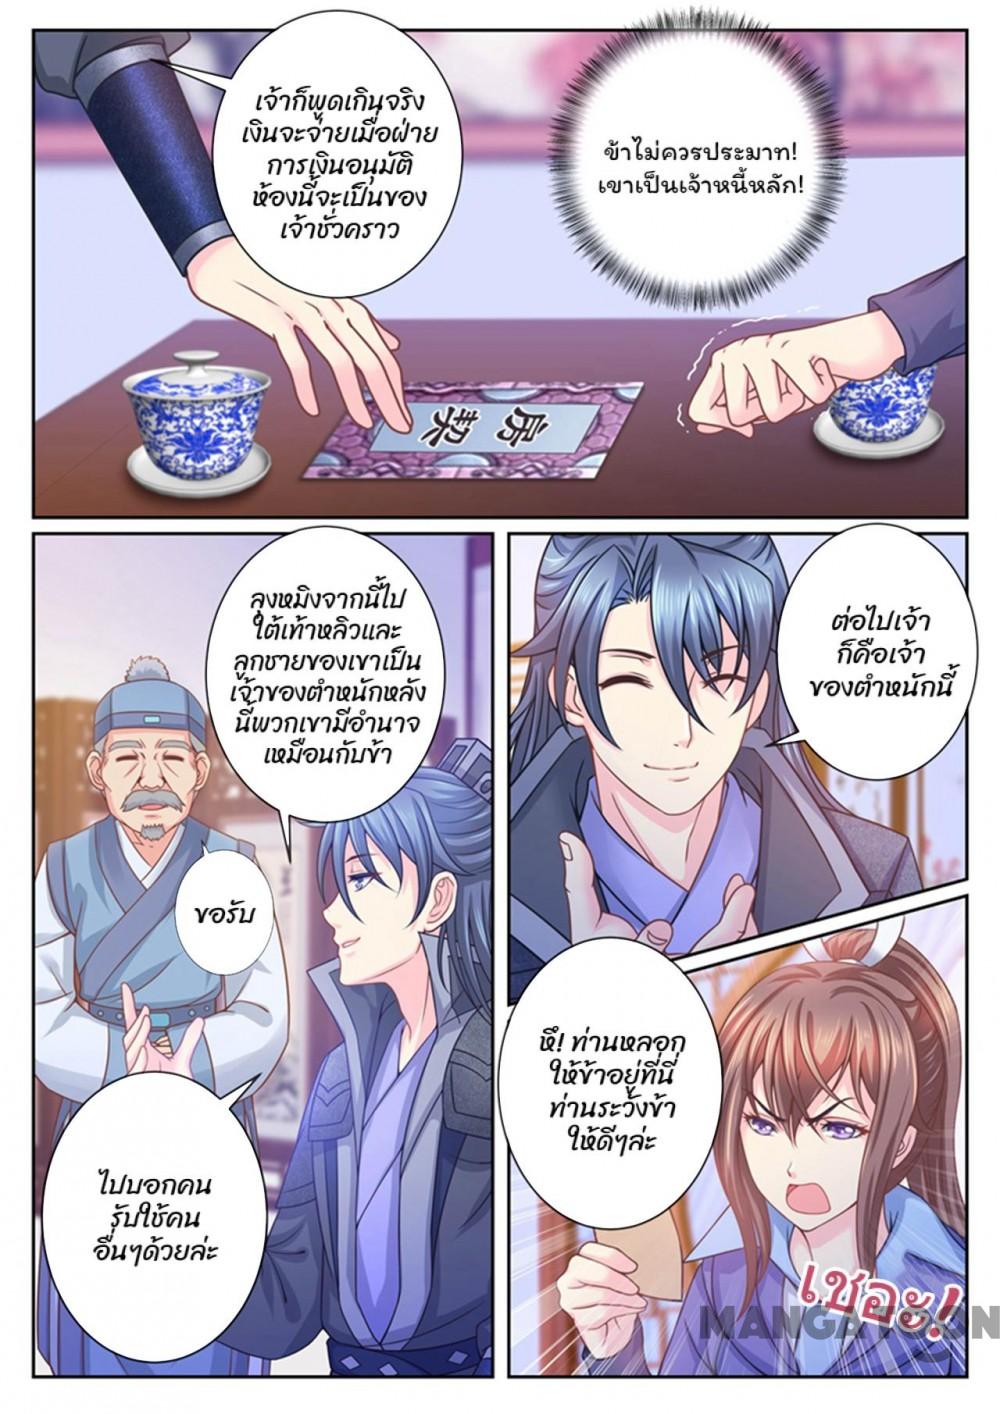 เจ้าก็พูดเกินจริง
เงินจะจ่ายเมื่อฝ่าย
การเงินอนุมัติ
ห้องนี้จะเป็นของ
เจ้าชั่วคราว
ข้าไม่ควรประมาท!
เขาเป็นเจ้าหนี้หลัก!
房
契
ลุงหมิงจากนี้ไป
ใต้เท้าหลิวและ
ลูกชายของเขาเป็น
เจ้าของตำหนักหลัง
นี้พวกเขามีอำนาจ
เหมือนกับข้า
ขอรับ
ไปบอกคน
รับใช้คน
อื่นๆด้วยล่ะ
ต่อไปเจ้า
ก็คือเจ้า
ของตำหนักนี้
หึ! ท่านหลอก
ให้ข้าอยู่ที่นี่
ท่านระวังข้า
ให้ดีๆล่ะ
เชอะ!
MANGATOON